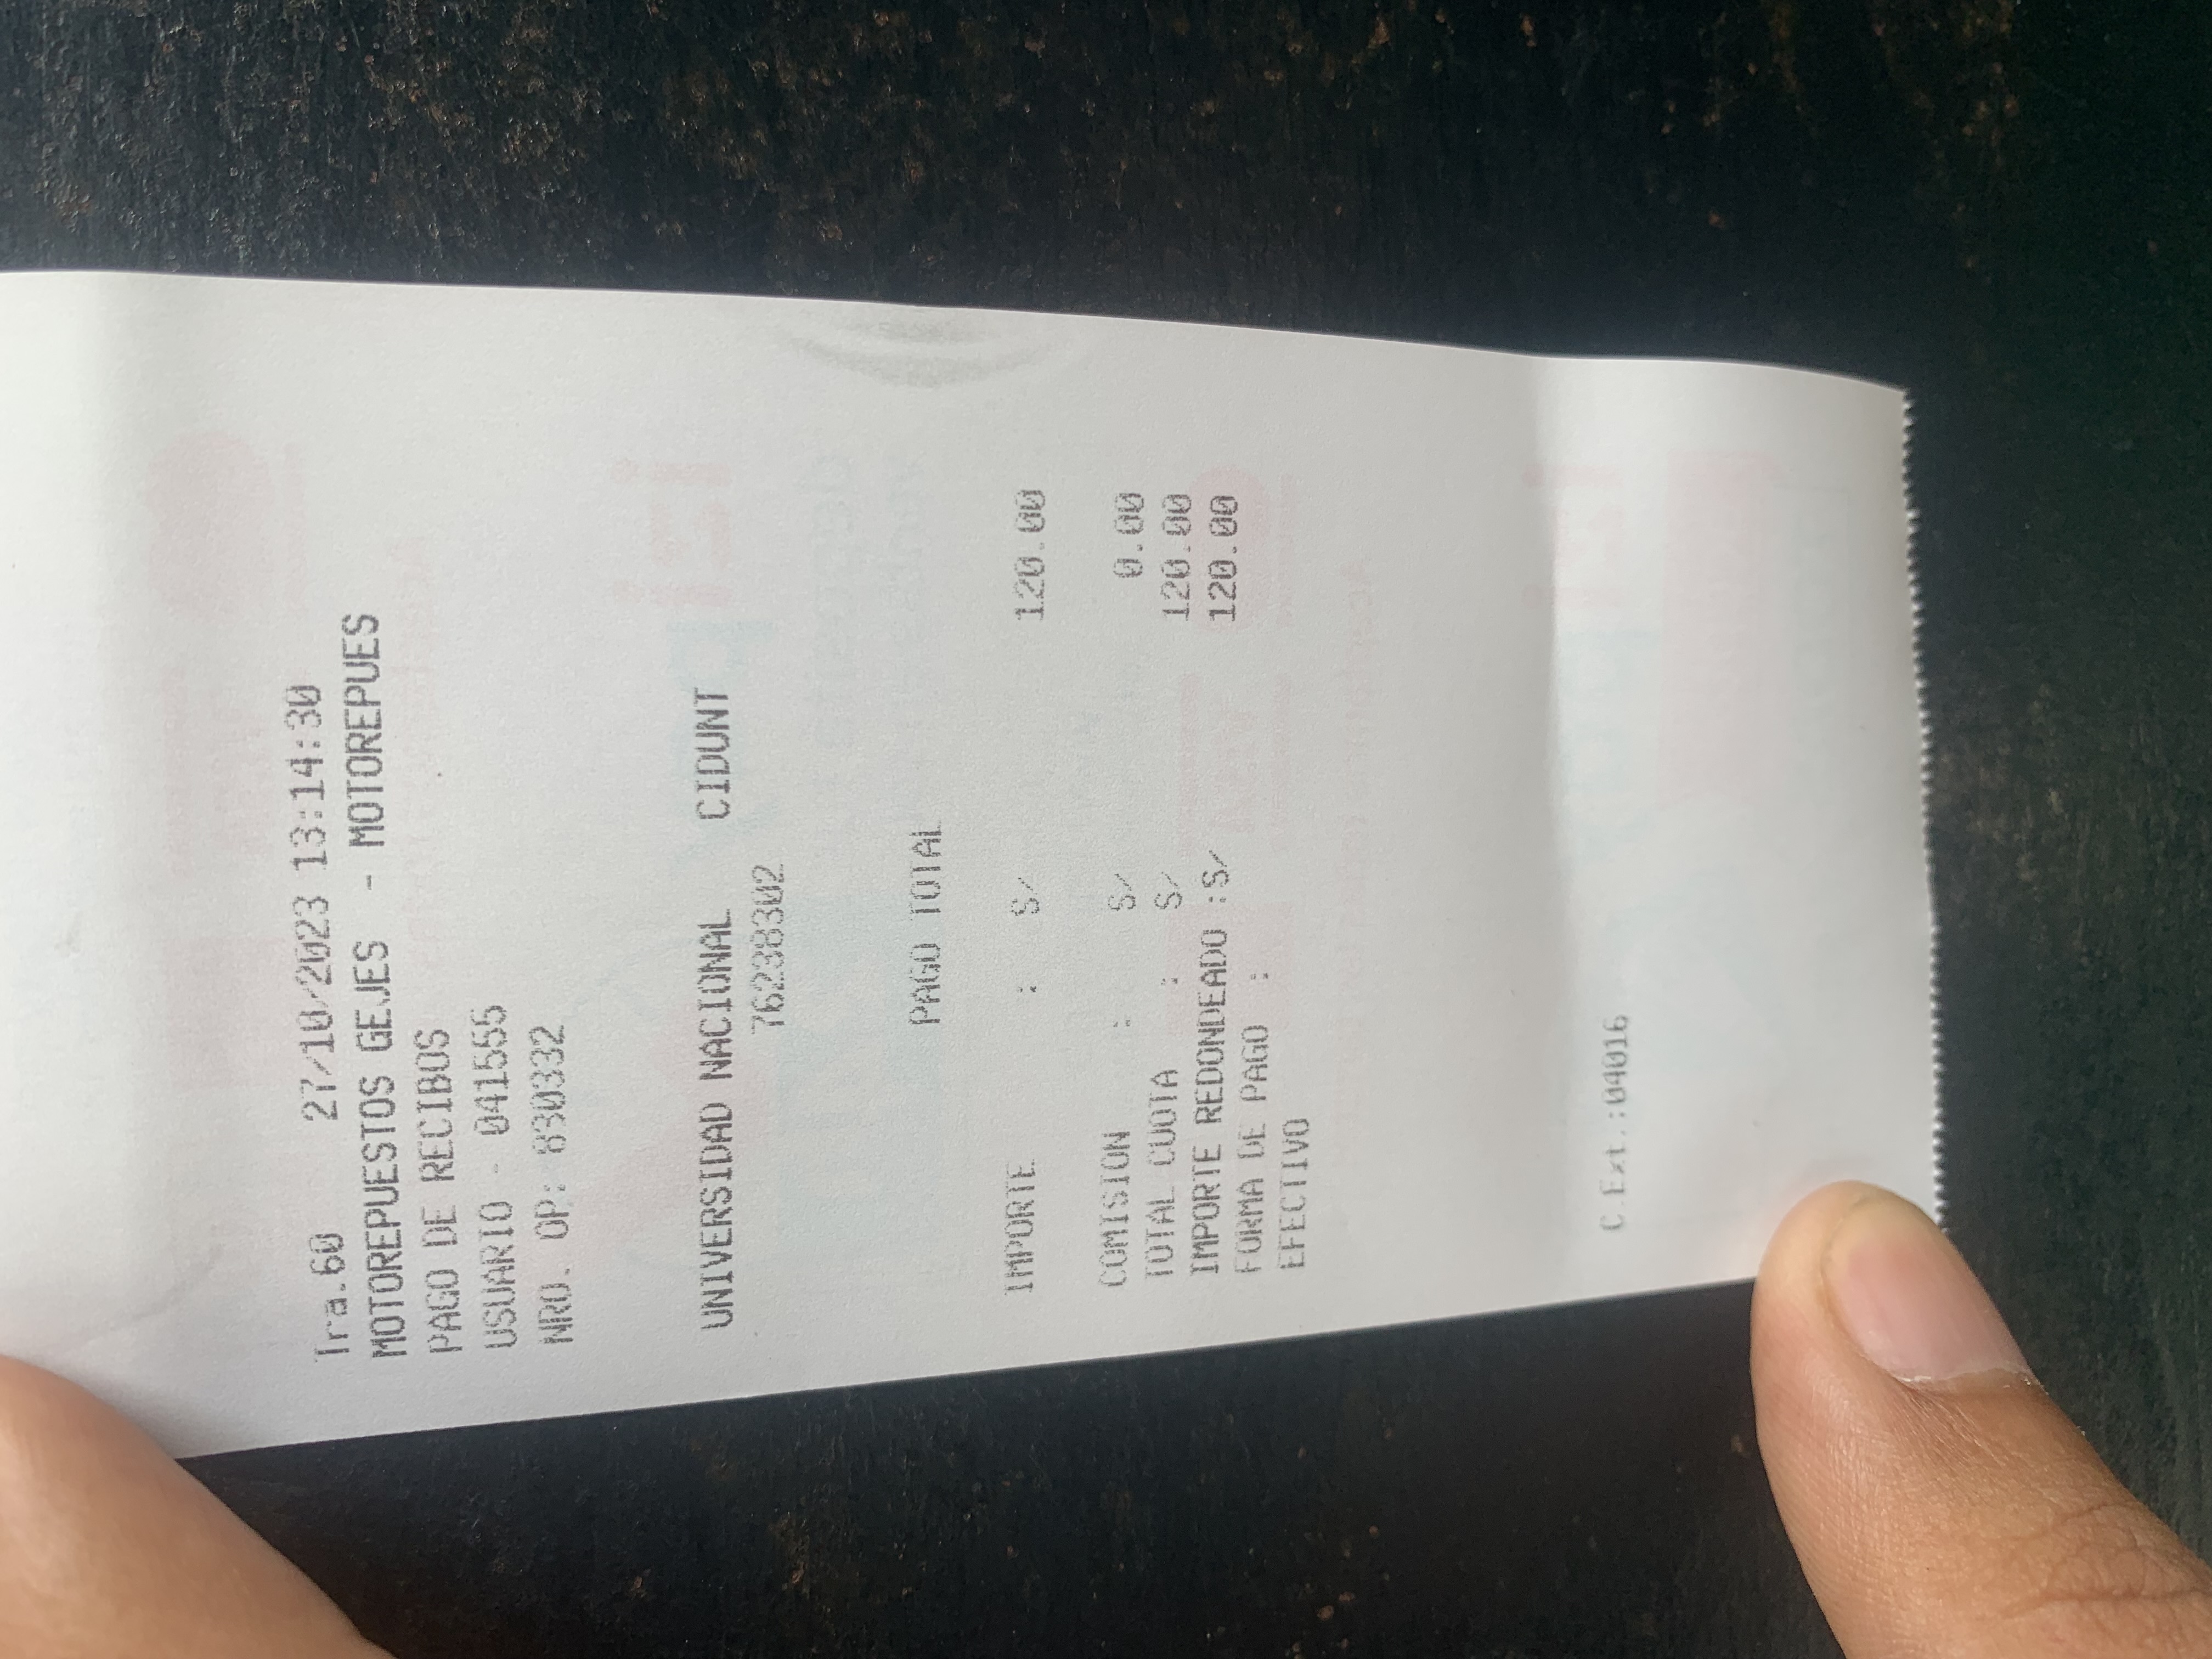 Tra.60 27/10/2023 13:14:30
MOTOREPUESTOS GEJES - MOTOREPUES
PAGO DE RECIBOS
USUARIO - 041555
NRO. OP: 830332
UNIVERSIDAD NACIONAL CIDUNT
76238302
PAGO TOTAL
IMPORTE : S/ 120.00
COMISION : S/ 0.00
TOTAL CUOTA : S/ 120.00
IMPORTE REDONDEADO :S/ 120.00
FORMA DE PAGO :
EFECTIVO
C.Ext.:04016